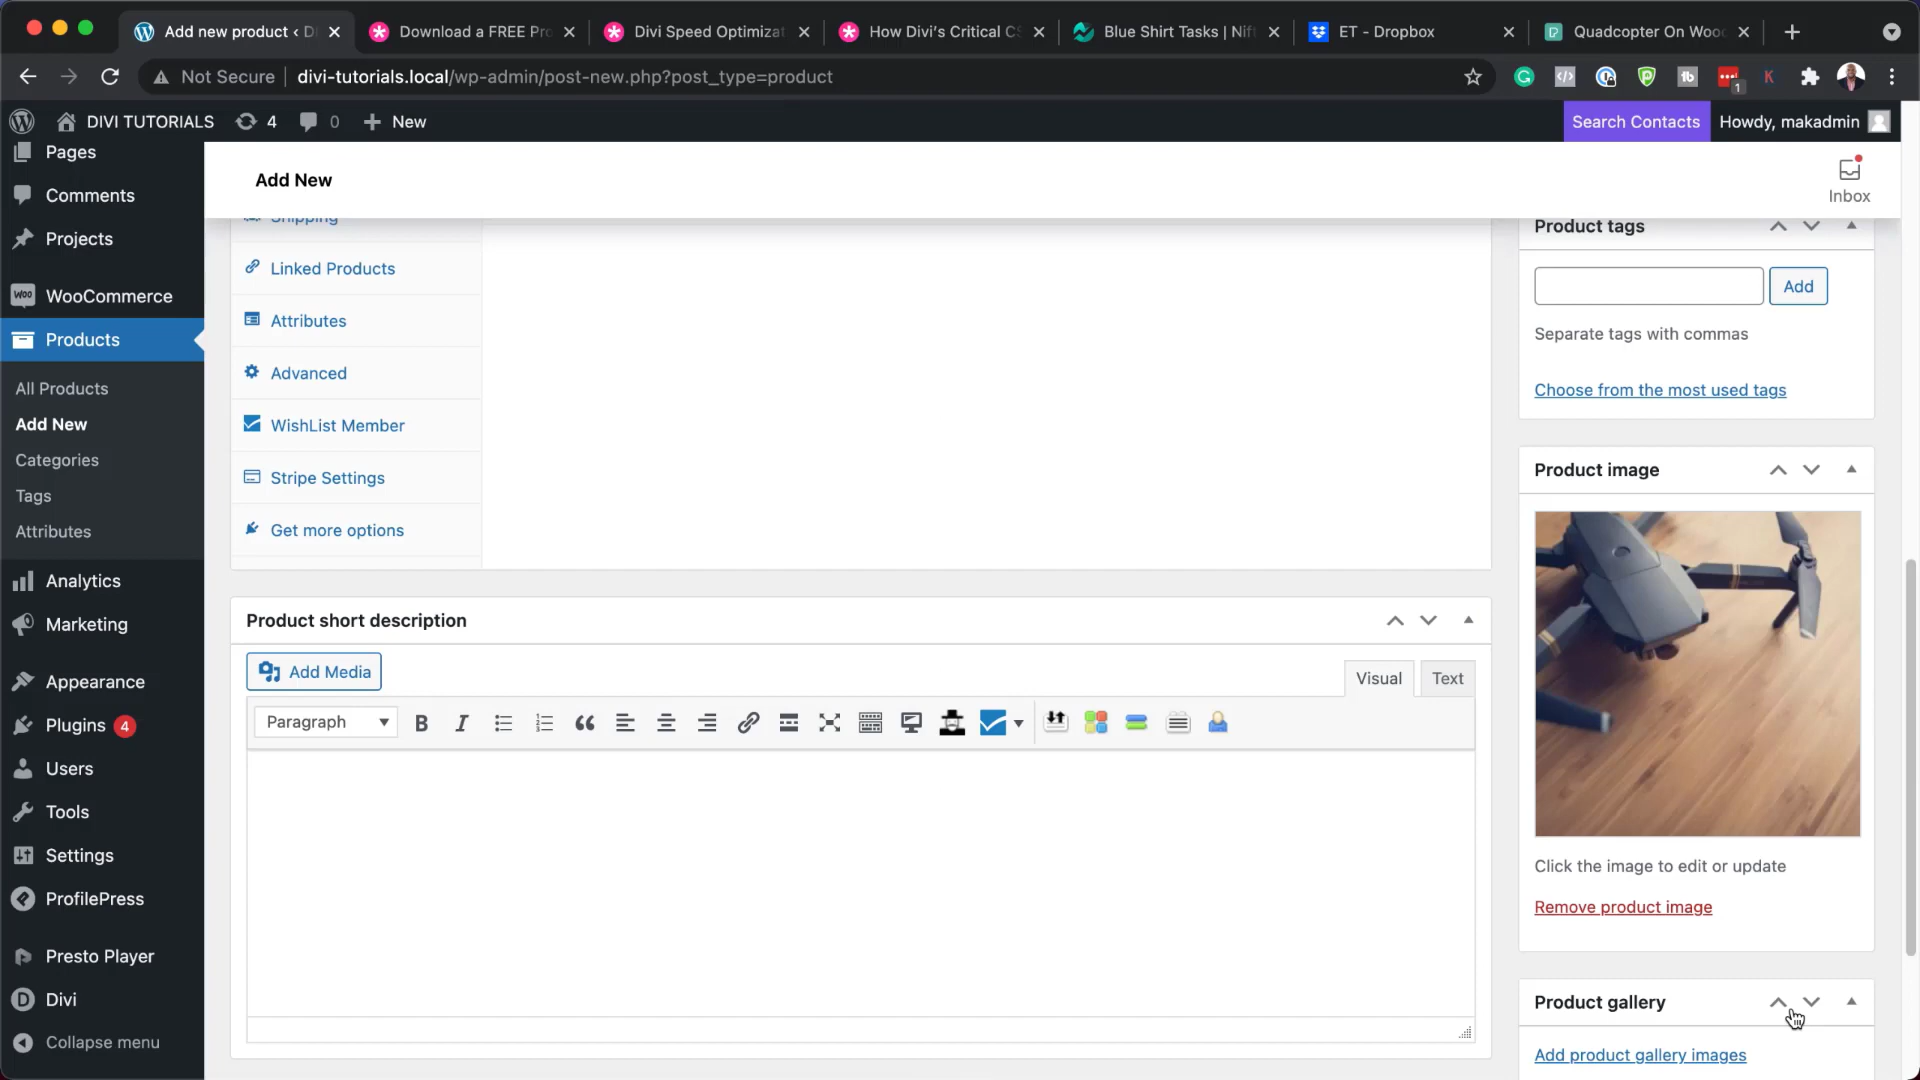 Add new product ‹ D
Download a FREE Pro
Divi Speed Optimizat
How Divi's Critical CS
Blue Shirt Tasks | Nif
ET - Dropbox
Quadcopter On Woo
Not Secure
divi-tutorials.local/wp-admin/post-new.php?post_type=product
DIVI TUTORIALS
4
0
New
Search Contacts
Howdy, makadmin
Pages
Comments
Projects
WooCommerce
Products
All Products
Add New
Categories
Tags
Attributes
Analytics
Marketing
Appearance
Plugins 4
Users
Tools
Settings
ProfilePress
Presto Player
Divi
Collapse menu
Add New
Inbox
Shipping
Linked Products
Attributes
Advanced
WishList Member
Stripe Settings
Get more options
Product short description
Add Media
Visual
Text
Paragraph
Product tags
Add
Separate tags with commas
Choose from the most used tags
Product image
Click the image to edit or update
Remove product image
Product gallery
Add product gallery images